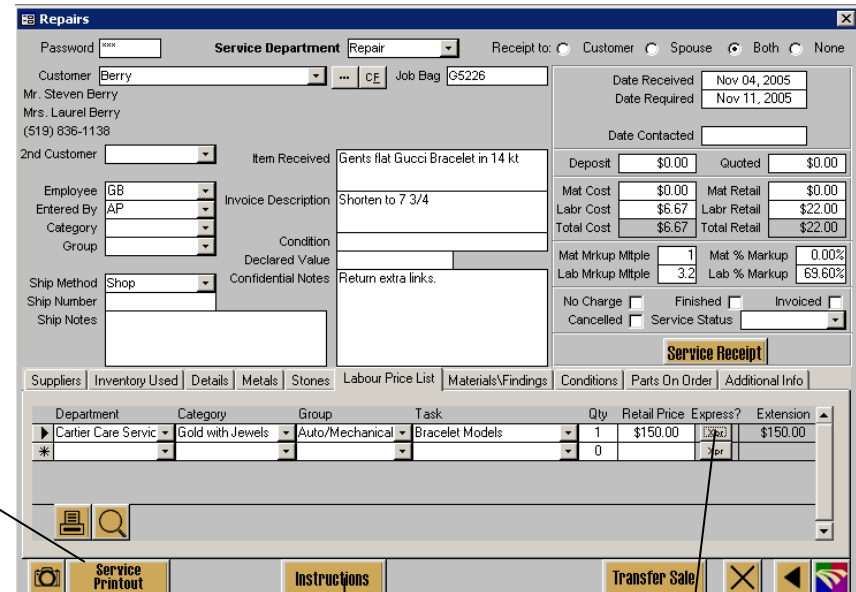 Repairs
Password *** Service Department Repair Receipt to: Customer Spouse Both None
Customer Berry ... CF Job Bag G5226
Mr. Steven Berry
Mrs. Laurel Berry
(519) 836-1138
2nd Customer
Employee GB
Entered By AP
Category
Group
Ship Method Shop
Ship Number
Ship Notes
Item Received Gents flat Gucci Bracelet in 14 kt
Invoice Description Shorten to 7 3/4
Condition
Declared Value
Confidential Notes Return extra links.
Date Received Nov 04, 2005
Date Required Nov 11, 2005
Date Contacted
Deposit $0.00 Quoted $0.00
Mat Cost $0.00 Mat Retail $0.00
Labr Cost $6.67 Labr Retail $22.00
Total Cost $6.67 Total Retail $22.00
Mat Mrkup Mltple 1 Mat % Markup 0.00%
Lab Mrkup Mltple 3.2 Lab % Markup 69.60%
No Charge Finished Invoiced
Cancelled Service Status
Service Receipt
Suppliers Inventory Used Details Metals Stones Labour Price List Materials\Findings Conditions Parts On Order Additional Info
Department Category Group Task Qty Retail Price Express? Extension
Cartier Care Servic Gold with Jewels Auto/Mechanical Bracelet Models 1 $150.00 Xpr $150.00
* 0 Xpr
Service
Printout
Instructions
Transfer Sale